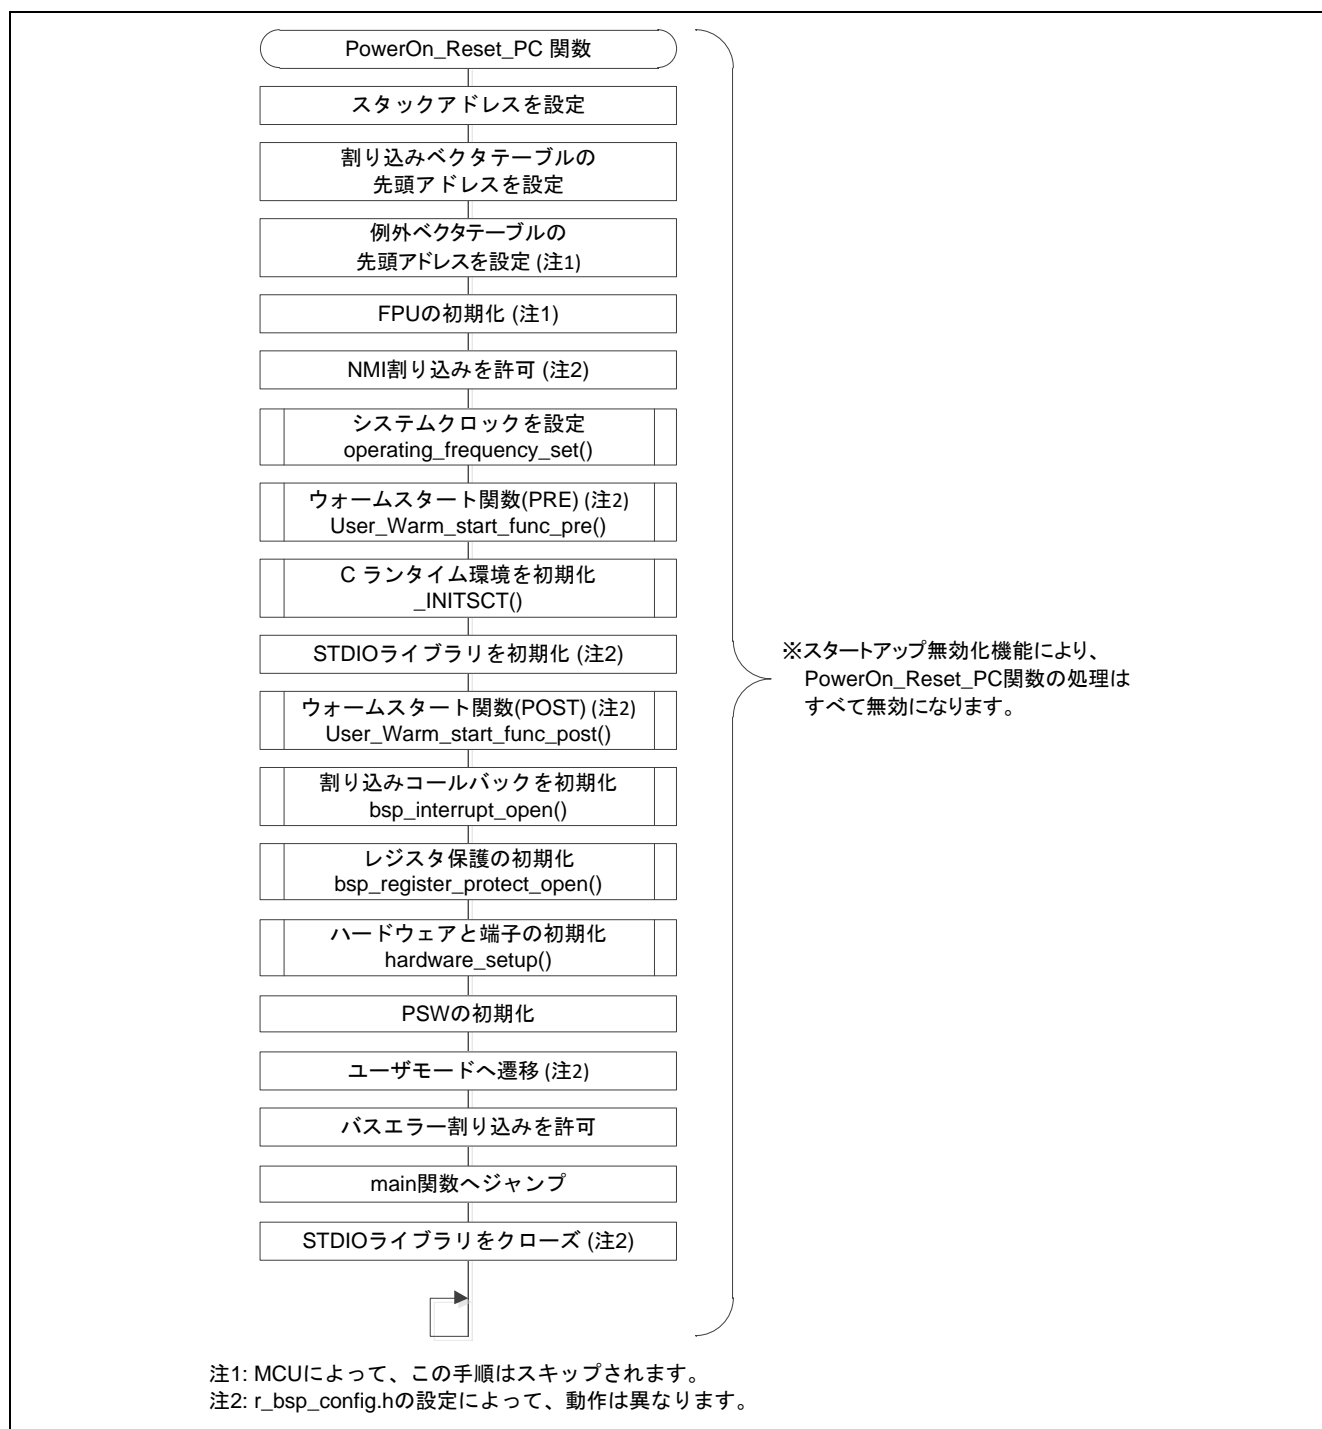 PowerOn_Reset_PC 関数
スタックアドレスを設定
割り込みベクタテーブルの
先頭アドレスを設定
例外ベクタテーブルの
先頭アドレスを設定 (注1)
FPUの初期化 (注1)
NMI割り込みを許可 (注2)
システムクロックを設定
operating_frequency_set()
ウォームスタート関数(PRE) (注2)
User_Warm_start_func_pre()
C ランタイム環境を初期化
_INITSCT()
STDIOライブラリを初期化 (注2)
ウォームスタート関数(POST) (注2)
User_Warm_start_func_post()
割り込みコールバックを初期化
bsp_interrupt_open()
レジスタ保護の初期化
bsp_register_protect_open()
ハードウェアと端子の初期化
hardware_setup()
PSWの初期化
ユーザモードへ遷移 (注2)
バスエラー割り込みを許可
main関数へジャンプ
STDIOライブラリをクローズ (注2)
※スタートアップ無効化機能により、
PowerOn_Reset_PC関数の処理は
すべて無効になります。
注1: MCUによって、この手順はスキップされます。
注2: r_bsp_config.hの設定によって、動作は異なります。